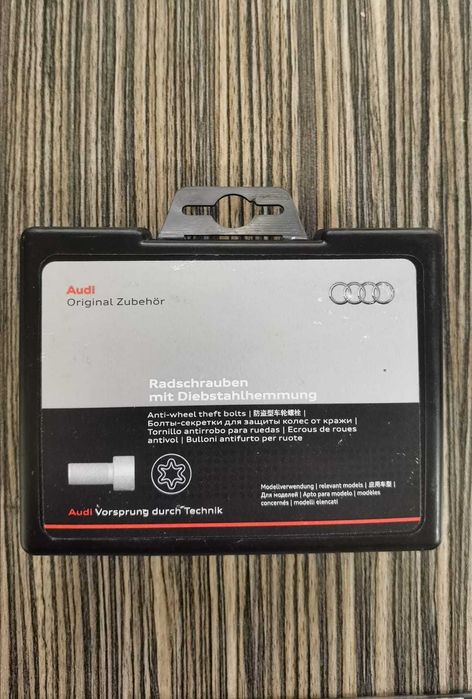 Audi
Original Zubehör
Radschrauben
mit Diebstahlhemmung
Anti-wheel theft bolts | 防盗型车轮螺栓 |
Болты-секретки для защиты колес от кражи |
Tornillo antirrobo para ruedas | Ecrous de roues
antivol | Bulloni antifurto per ruote
Modellverwendung | relevant models | 应用车型 |
Для моделей | Apto para modelo | modèles
concernés | modelli elencati
Audi Vorsprung durch Technik